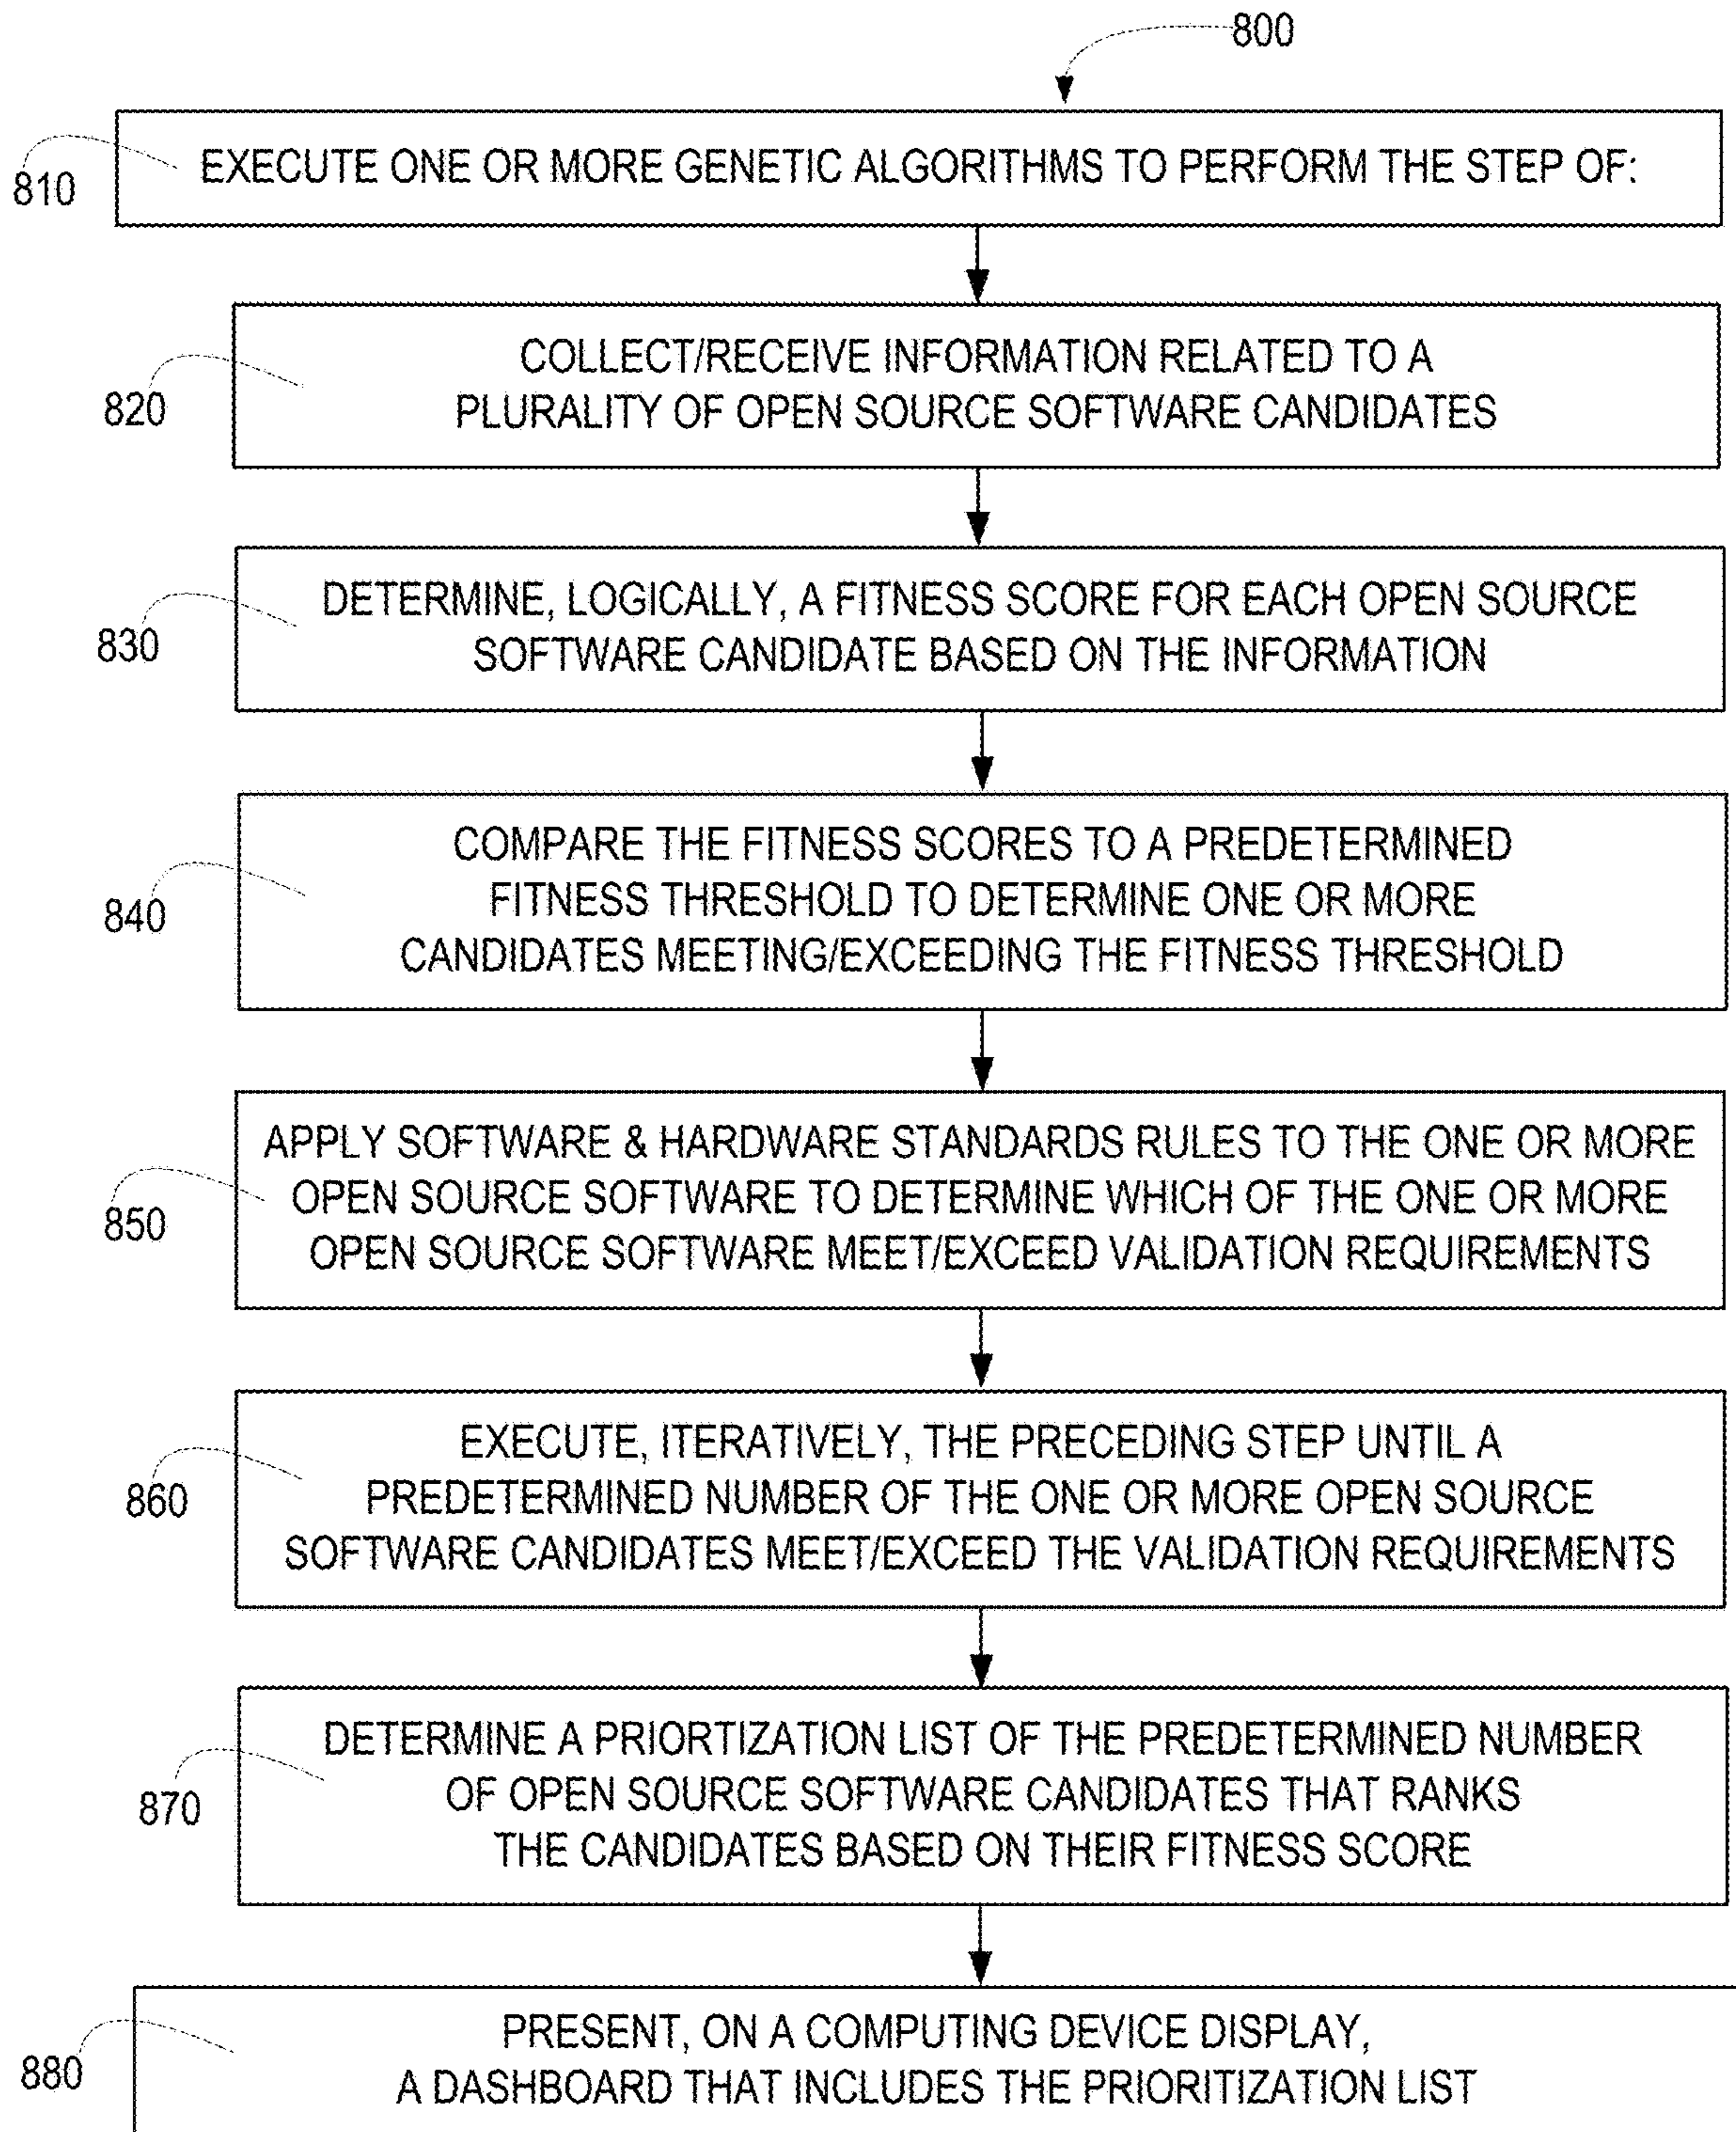 800
810
EXECUTE ONE OR MORE GENETIC ALGORITHMS TO PERFORM THE STEP OF:
820
COLLECT/RECEIVE INFORMATION RELATED TO A
PLURALITY OF OPEN SOURCE SOFTWARE CANDIDATES
830
DETERMINE, LOGICALLY, A FITNESS SCORE FOR EACH OPEN SOURCE
SOFTWARE CANDIDATE BASED ON THE INFORMATION
840
COMPARE THE FITNESS SCORES TO A PREDETERMINED
FITNESS THRESHOLD TO DETERMINE ONE OR MORE
CANDIDATES MEETING/EXCEEDING THE FITNESS THRESHOLD
850
APPLY SOFTWARE & HARDWARE STANDARDS RULES TO THE ONE OR MORE
OPEN SOURCE SOFTWARE TO DETERMINE WHICH OF THE ONE OR MORE
OPEN SOURCE SOFTWARE MEET/EXCEED VALIDATION REQUIREMENTS
860
EXECUTE, ITERATIVELY, THE PRECEDING STEP UNTIL A
PREDETERMINED NUMBER OF THE ONE OR MORE OPEN SOURCE
SOFTWARE CANDIDATES MEET/EXCEED THE VALIDATION REQUIREMENTS
870
DETERMINE A PRIORTIZATION LIST OF THE PREDETERMINED NUMBER
OF OPEN SOURCE SOFTWARE CANDIDATES THAT RANKS
THE CANDIDATES BASED ON THEIR FITNESS SCORE
880
PRESENT, ON A COMPUTING DEVICE DISPLAY,
A DASHBOARD THAT INCLUDES THE PRIORITIZATION LIST